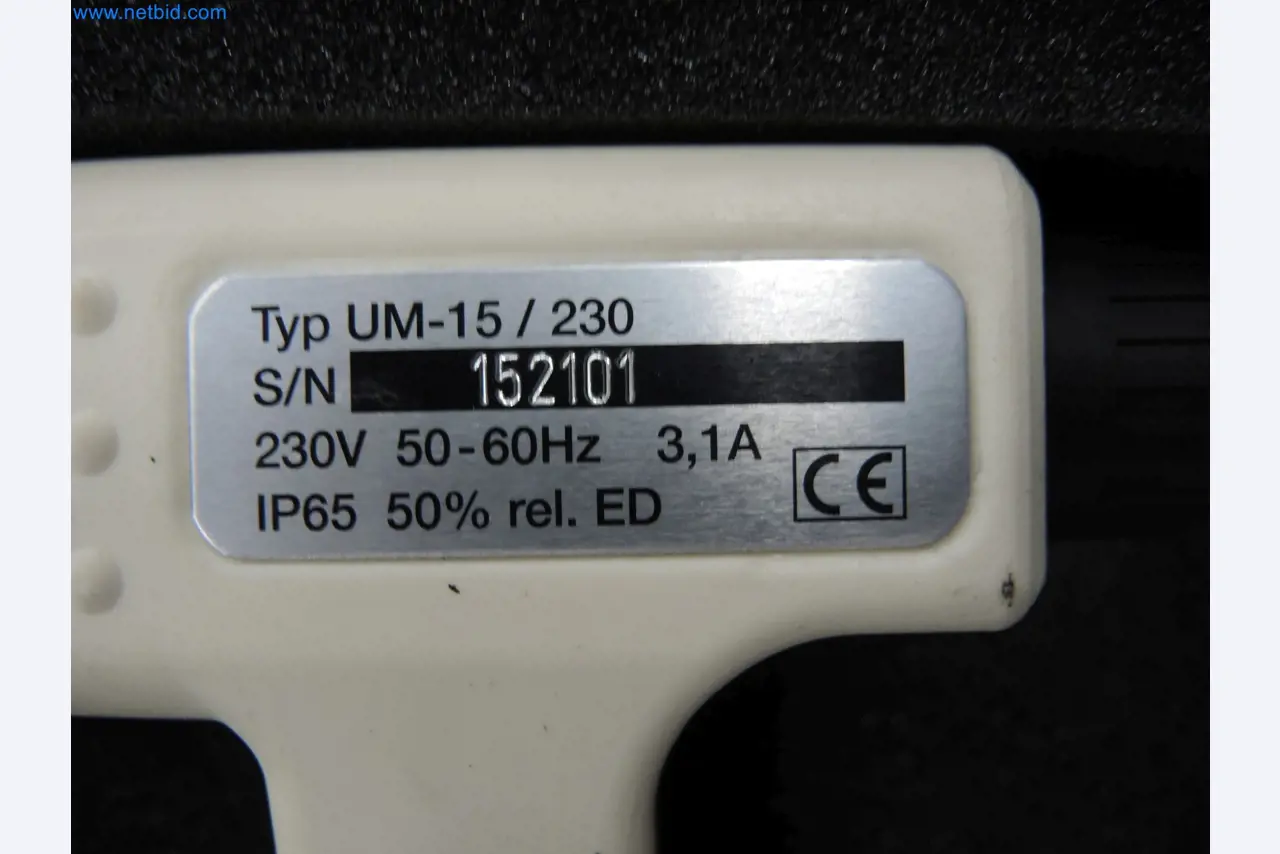 www.netbid.com
Typ UM-15 / 230
S/N 152101
230V 50-60Hz 3,1A
IP65 50% rel. ED
CE